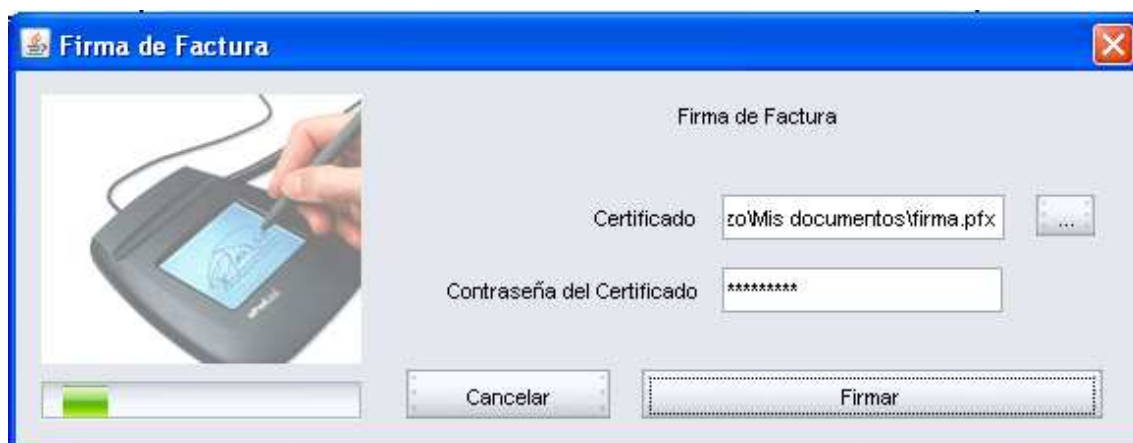 Firma de Factura
Firma de Factura
Certificado zo\Mis documentos\firma.pfx ...
Contraseña del Certificado *********
Cancelar Firmar